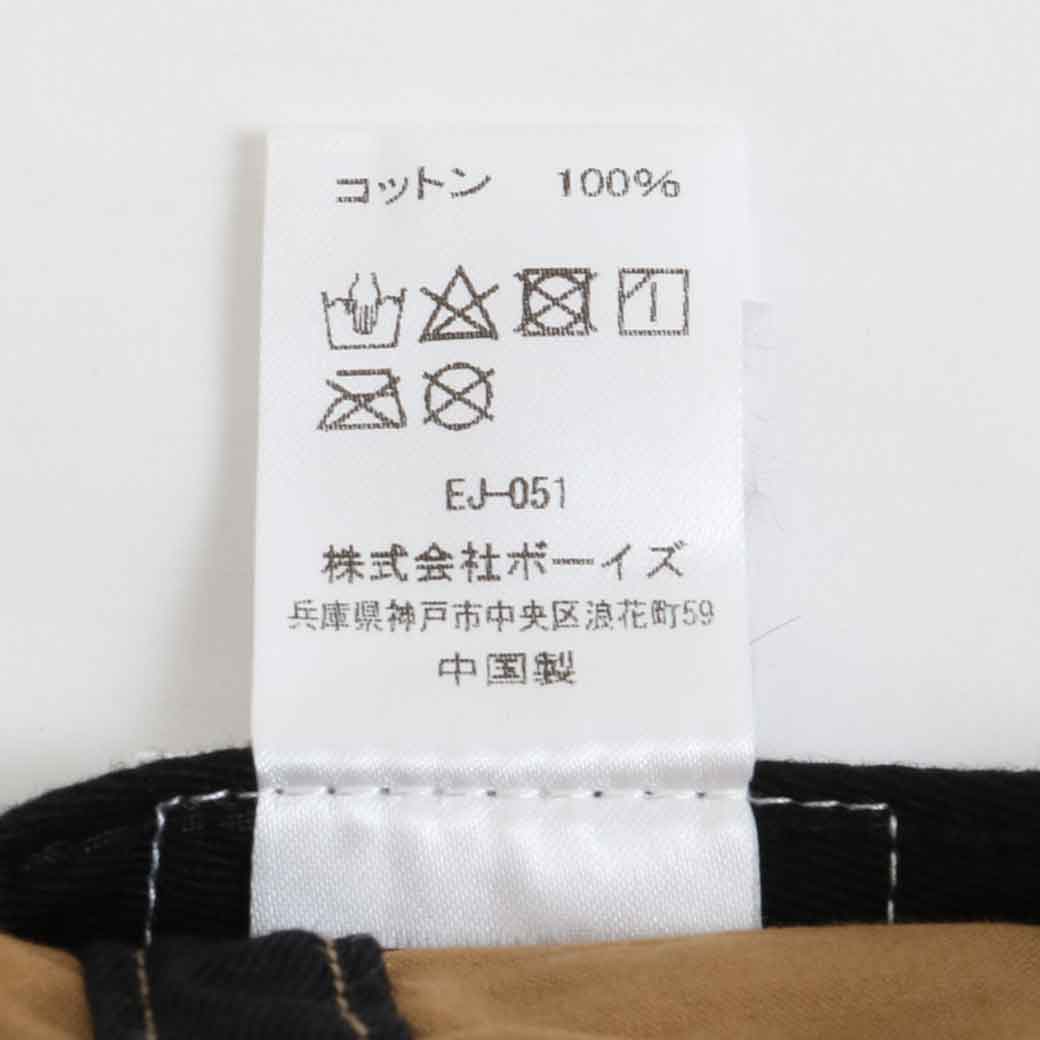 コットン 100%
EJ-051
株式会社ボーイズ
兵庫県神戸市中央区浪花町59
中国製